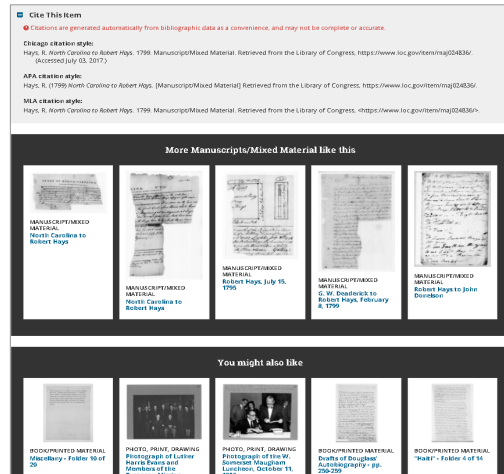 Cite This Item
Citations are generated automatically from bibliographic data as a convenience, and may not be complete or accurate.
Chicago citation style:
Hays, R. North Carolina to Robert Hays. 1799. Manuscript/Mixed Material. Retrieved from the Library of Congress, https://www.loc.gov/item/maj024836/.
(Accessed July 03, 2017.)
APA citation style:
Hays, R. (1799) North Carolina to Robert Hays. [Manuscript/Mixed Material] Retrieved from the Library of Congress, https://www.loc.gov/item/maj024836/.
MLA citation style:
Hays, R. North Carolina to Robert Hays. 1799. Manuscript/Mixed Material. Retrieved from the Library of Congress, <https://www.loc.gov/item/maj024836/>.
More Manuscripts/Mixed Material like this
MANUSCRIPT/MIXED
MATERIAL
North Carolina to
Robert Hays
MANUSCRIPT/MIXED
MATERIAL
North Carolina to
Robert Hays
MANUSCRIPT/MIXED
MATERIAL
Robert Hays, July 15,
1795
MANUSCRIPT/MIXED
MATERIAL
G. W. Deaderick to
Robert Hays, February
8, 1799
MANUSCRIPT/MIXED
MATERIAL
Robert Hays to John
Donelson
You might also like
BOOK/PRINTED MATERIAL
Miscellany - Folder 10 of
20
PHOTO, PRINT, DRAWING
Photograph of Luther
Harris Evans and
Members of the
PHOTO, PRINT, DRAWING
Photograph of the W.
Somerset Maugham
Luncheon, October 11,
BOOK/PRINTED MATERIAL
Drafts of Douglass'
Autobiography - pp.
250-259
BOOK/PRINTED MATERIAL
"Haiti" - Folder 4 of 14